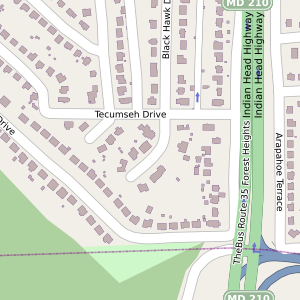 MD 210
Black Hawk D
Indian Head Highway
Indian Head Highway
Tecumseh Drive
Drive
TheBus Route 35 Forest Heights
Arapahoe Terrace
MD 210